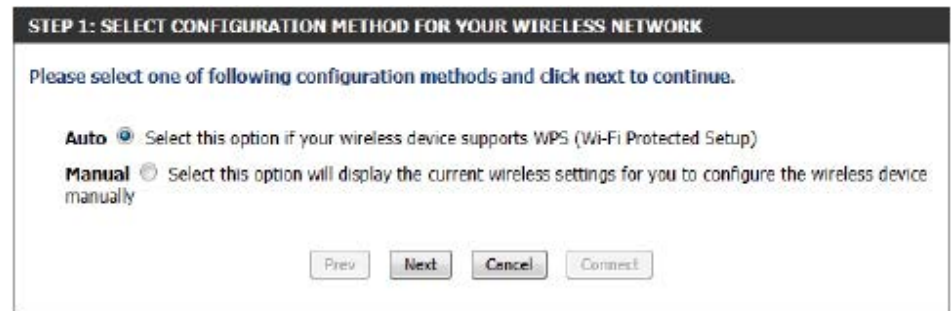 STEP 1: SELECT CONFIGURATION METHOD FOR YOUR WIRELESS NETWORK
Please select one of following configuration methods and click next to continue.
Auto Select this option if your wireless device supports WPS (Wi-Fi Protected Setup)
Manual Select this option will display the current wireless settings for you to configure the wireless device
manually
Prev Next Cancel Connect